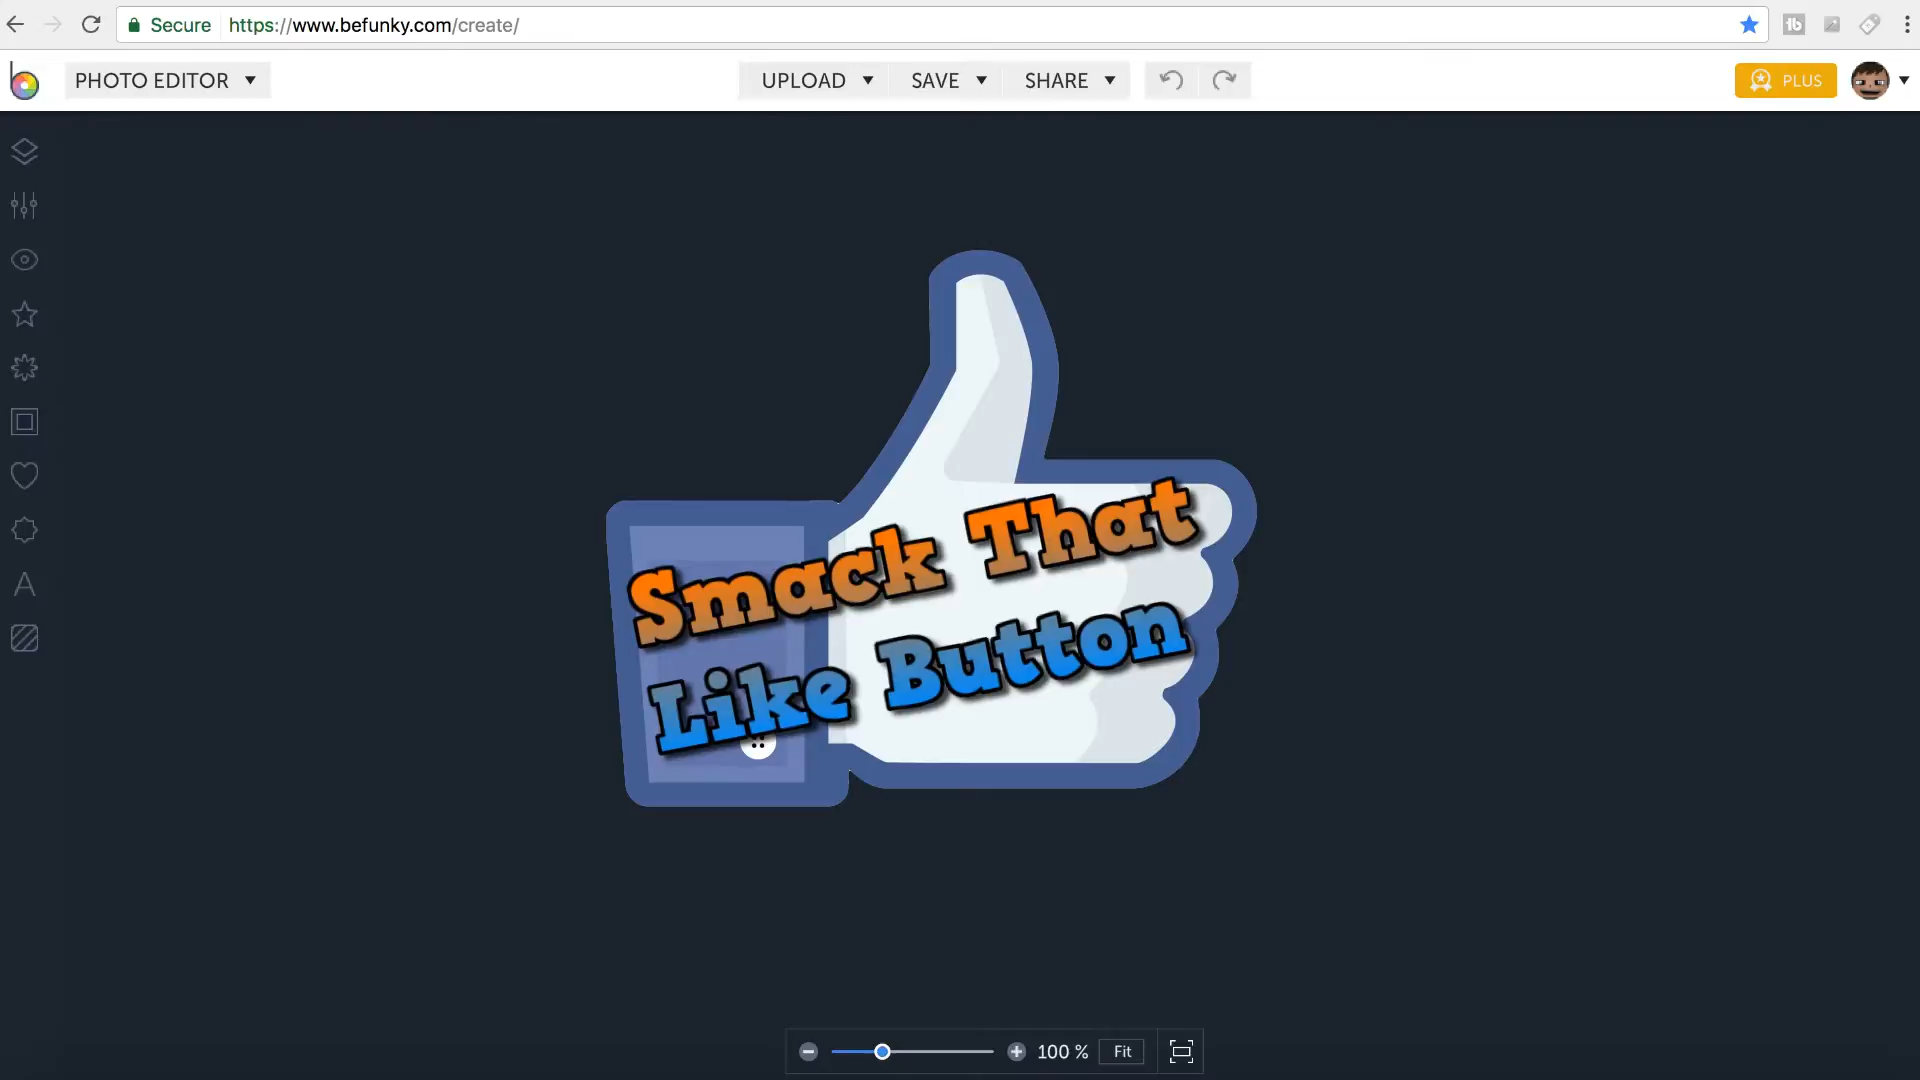 Secure https://www.befunky.com/create/
PHOTO EDITOR UPLOAD SAVE SHARE PLUS
Smack That
Like Button
100 % Fit